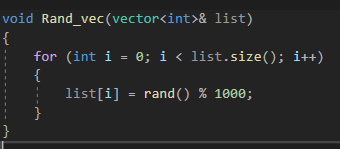 void Rand_vec(vector<int>& list)
{
    for (int i = 0; i < list.size(); i++)
    {
        list[i] = rand() % 1000;
    }
}